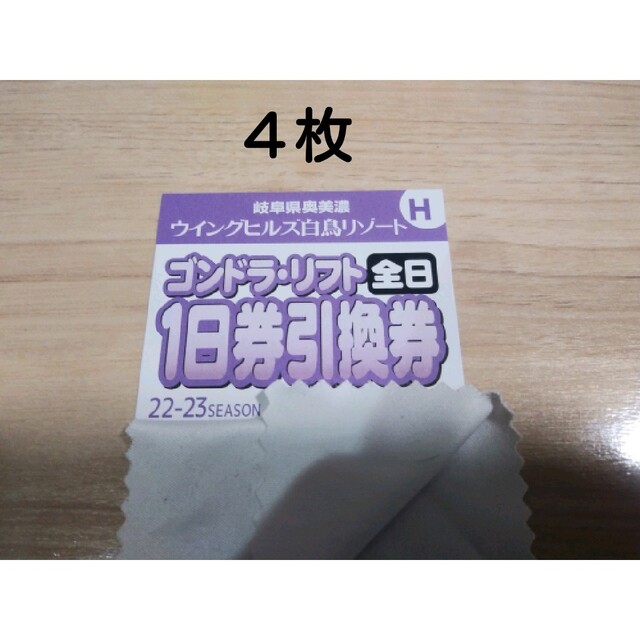 ４枚
岐阜県奥美濃
H
ウイングヒルズ白鳥リゾート
ゴンドラ・リフト 全日
1日券引換券
22-23SEASON